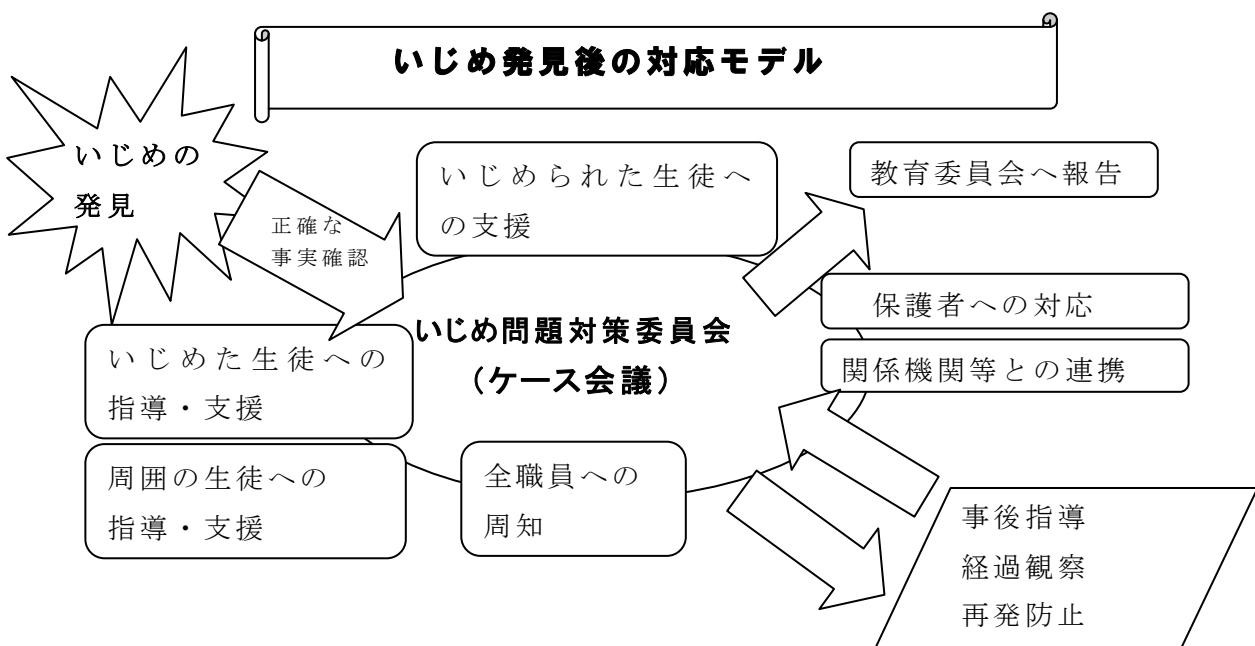 いじめ発見後の対応モデル
いじめの
発見
正確な
事実確認
いじめられた生徒へ
の支援
教育委員会へ報告
保護者への対応
関係機関等との連携
いじめ問題対策委員会
（ケース会議）
いじめた生徒への
指導・支援
周囲の生徒への
指導・支援
全職員への
周知
事後指導
経過観察
再発防止